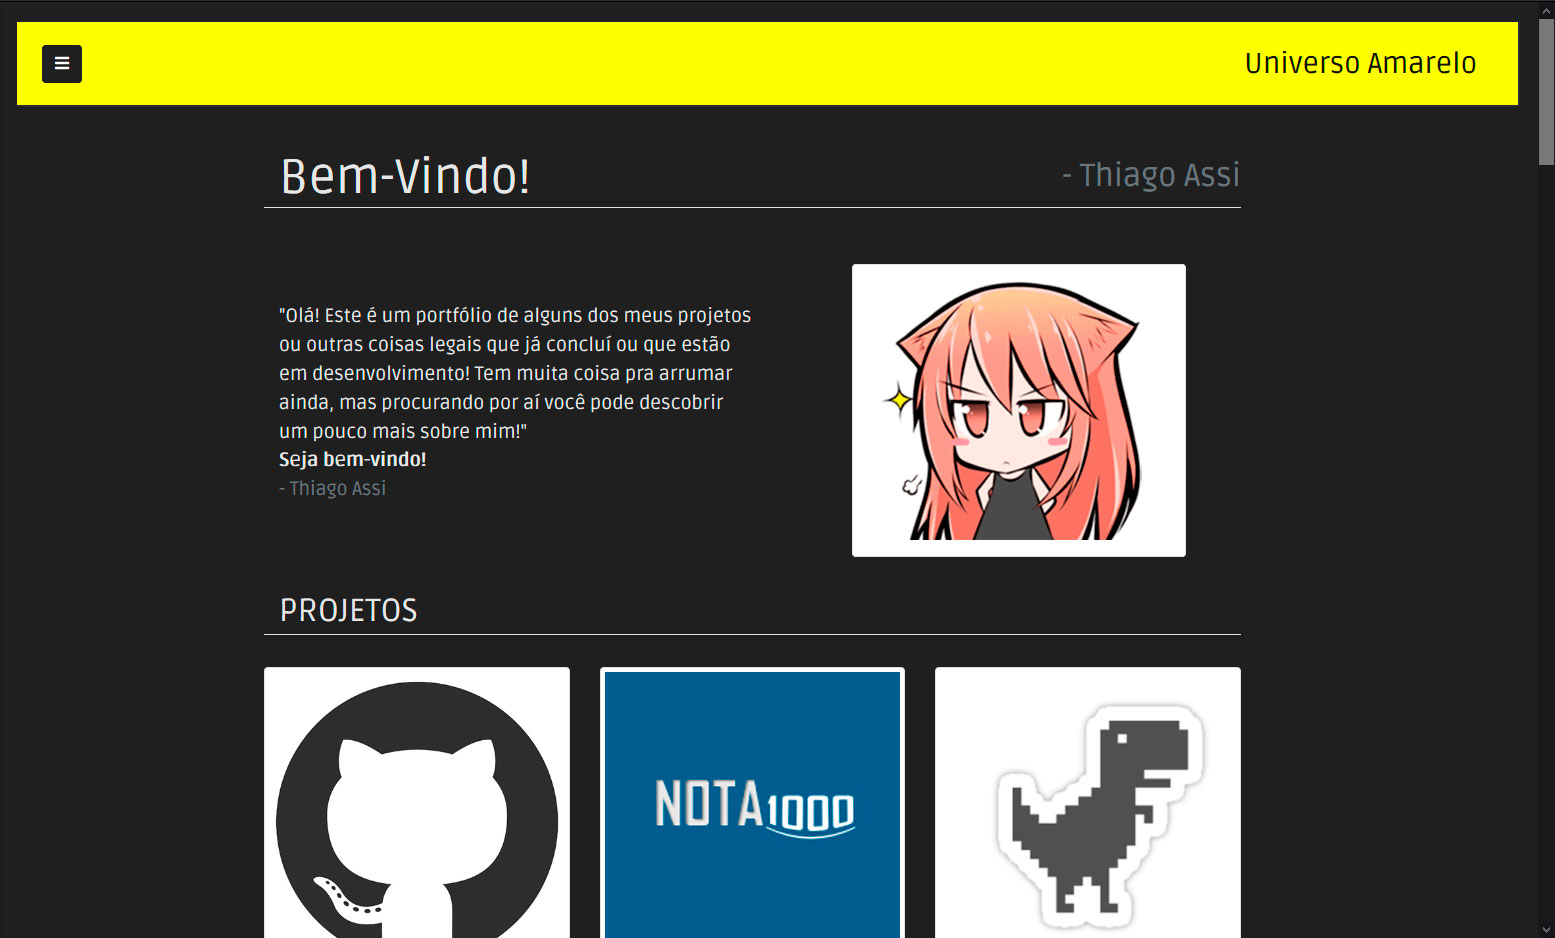 Universo Amarelo
Bem-Vindo!
- Thiago Assi
"Olá! Este é um portfólio de alguns dos meus projetos
ou outras coisas legais que já concluí ou que estão
em desenvolvimento! Tem muita coisa pra arrumar
ainda, mas procurando por aí você pode descobrir
um pouco mais sobre mim!"
Seja bem-vindo!
- Thiago Assi
PROJETOS
NOTA1000